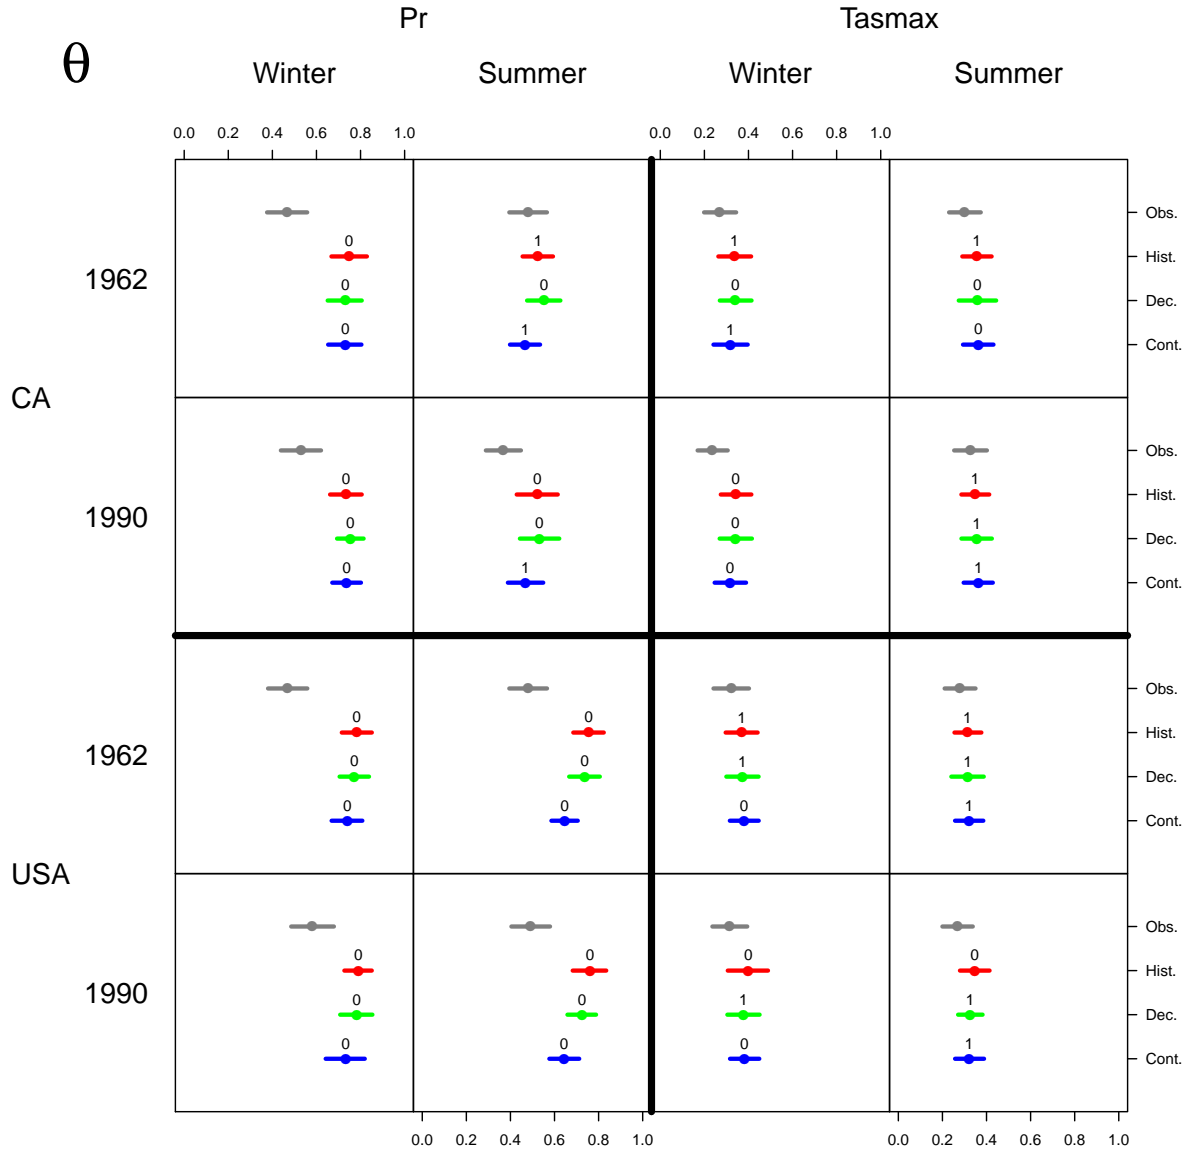 Pr Tasmax
θ
Winter Summer Winter Summer
0.0 0.2 0.4 0.6 0.8 1.0 0.0 0.2 0.4 0.6 0.8 1.0
Obs.
0 1 1 1 Hist.
1962
0 0 0 0 Dec.
0 1 1 0 Cont.
CA
Obs.
0 0 0 1 Hist.
1990
0 0 0 1 Dec.
0 1 0 1 Cont.
Obs.
0 0 1 1 Hist.
1962
0 0 1 1 Dec.
0 0 0 1 Cont.
USA
Obs.
0 0 0 0 Hist.
1990
0 0 1 1 Dec.
0 0 0 1 Cont.
0.0 0.2 0.4 0.6 0.8 1.0 0.0 0.2 0.4 0.6 0.8 1.0